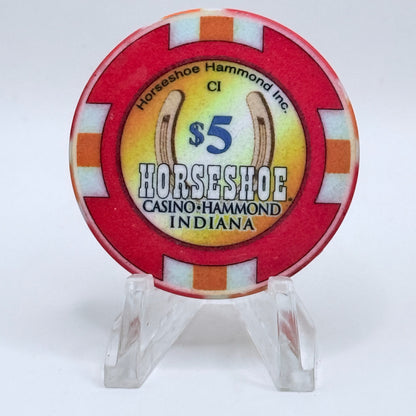 Horseshoe Hammond Inc.
CI
$5
HORSESHOE
CASINO•HAMMOND
INDIANA